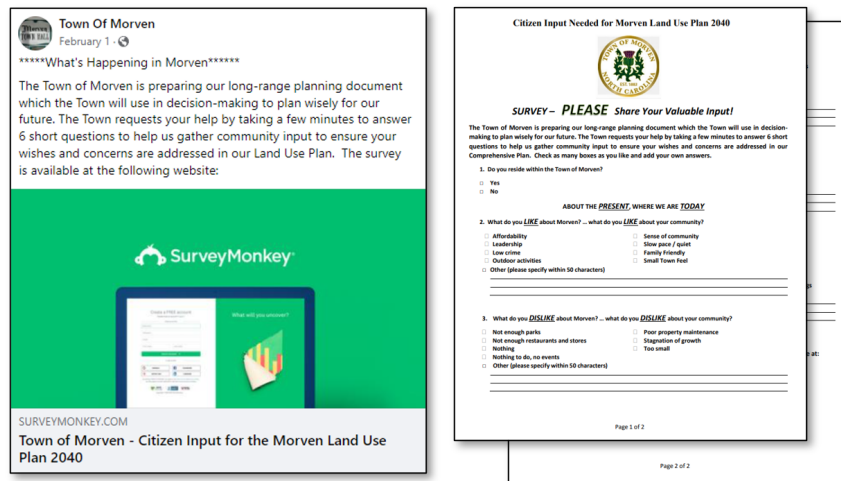 Town Of Morven
February 1 ·
*****What's Happening in Morven******
The Town of Morven is preparing our long-range planning document
which the Town will use in decision-making to plan wisely for our
future. The Town requests your help by taking a few minutes to answer
6 short questions to help us gather community input to ensure your
wishes and concerns are addressed in our Land Use Plan. The survey
is available at the following website:
SurveyMonkey
What will you uncover?
SURVEYMONKEY.COM
Town of Morven - Citizen Input for the Morven Land Use
Plan 2040
Citizen Input Needed for Morven Land Use Plan 2040
TOWN OF MORVEN
NORTH CAROLINA
SURVEY – PLEASE Share Your Valuable Input!
The Town of Morven is preparing our long-range planning document which the Town will use in decision-
making to plan wisely for our future. The Town requests your help by taking a few minutes to answer 6 short
questions to help us gather community input to ensure your wishes and concerns are addressed in our
Comprehensive Plan. Check as many boxes as you like and add your own answers.
1. Do you reside within the Town of Morven?
Yes
No
ABOUT THE PRESENT, WHERE WE ARE TODAY
2. What do you LIKE about Morven? ... what do you LIKE about your community?
Affordability
Leadership
Low crime
Outdoor activities
Sense of community
Slow pace / quiet
Family Friendly
Small Town Feel
Other (please specify within 50 characters)
3. What do you DISLIKE about Morven? ... what do you DISLIKE about your community?
Not enough parks
Not enough restaurants and stores
Nothing
Nothing to do, no events
Poor property maintenance
Stagnation of growth
Too small
Other (please specify within 50 characters)
Page 1 of 2
at:
Page 2 of 2